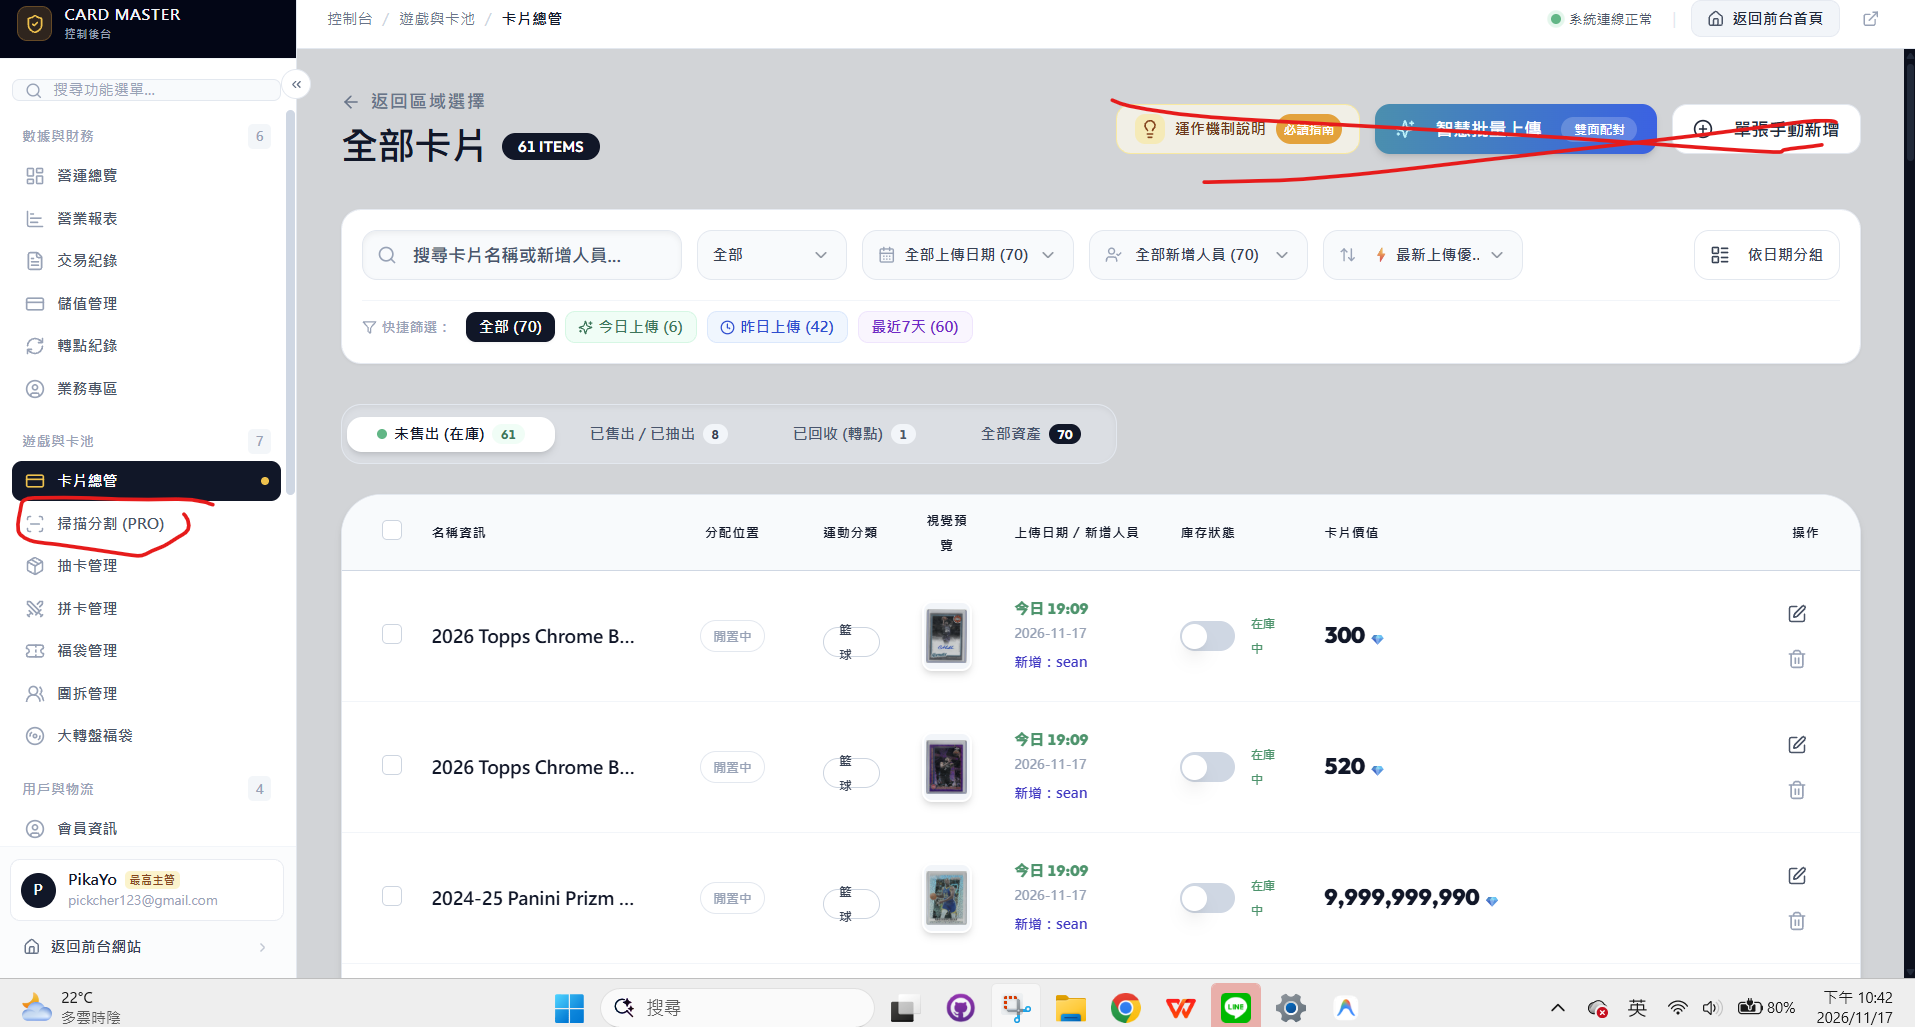 CARD MASTER
控制後台
控制台 / 遊戲與卡池 / 卡片總管
系統連線正常
返回前台首頁
搜尋功能選單...
數據與財務 6
營運總覽
營業報表
交易紀錄
儲值管理
轉點紀錄
業務專區
遊戲與卡池 7
卡片總管
掃描分割 (PRO)
抽卡管理
拼卡管理
福袋管理
團拆管理
大轉盤福袋
用戶與物流 4
會員資訊
P
PikaYo 最高主管
pickcher123@gmail.com
返回前台網站
返回區域選擇
全部卡片 61 ITEMS
運作機制說明 必讀指南
智慧批量上傳 雙面配對
單張手動新增
搜尋卡片名稱或新增人員...
全部
全部上傳日期 (70)
全部新增人員 (70)
最新上傳優..
依日期分組
快捷篩選：
全部 (70)
今日上傳 (6)
昨日上傳 (42)
最近7天 (60)
未售出 (在庫) 61
已售出 / 已抽出 8
已回收 (轉點) 1
全部資產 70
名稱資訊
分配位置
運動分類
視覺預
覽
上傳日期 / 新增人員
庫存狀態
卡片價值
操作
2026 Topps Chrome B...
閒置中
籃
球
今日 19:09
2026-11-17
新增：sean
在庫
中
300
2026 Topps Chrome B...
閒置中
籃
球
今日 19:09
2026-11-17
新增：sean
在庫
中
520
2024-25 Panini Prizm ...
閒置中
籃
球
今日 19:09
2026-11-17
新增：sean
在庫
中
9,999,999,990
22°C
多雲時陰
搜尋
LINE
英
80%
下午 10:42
2026/11/17